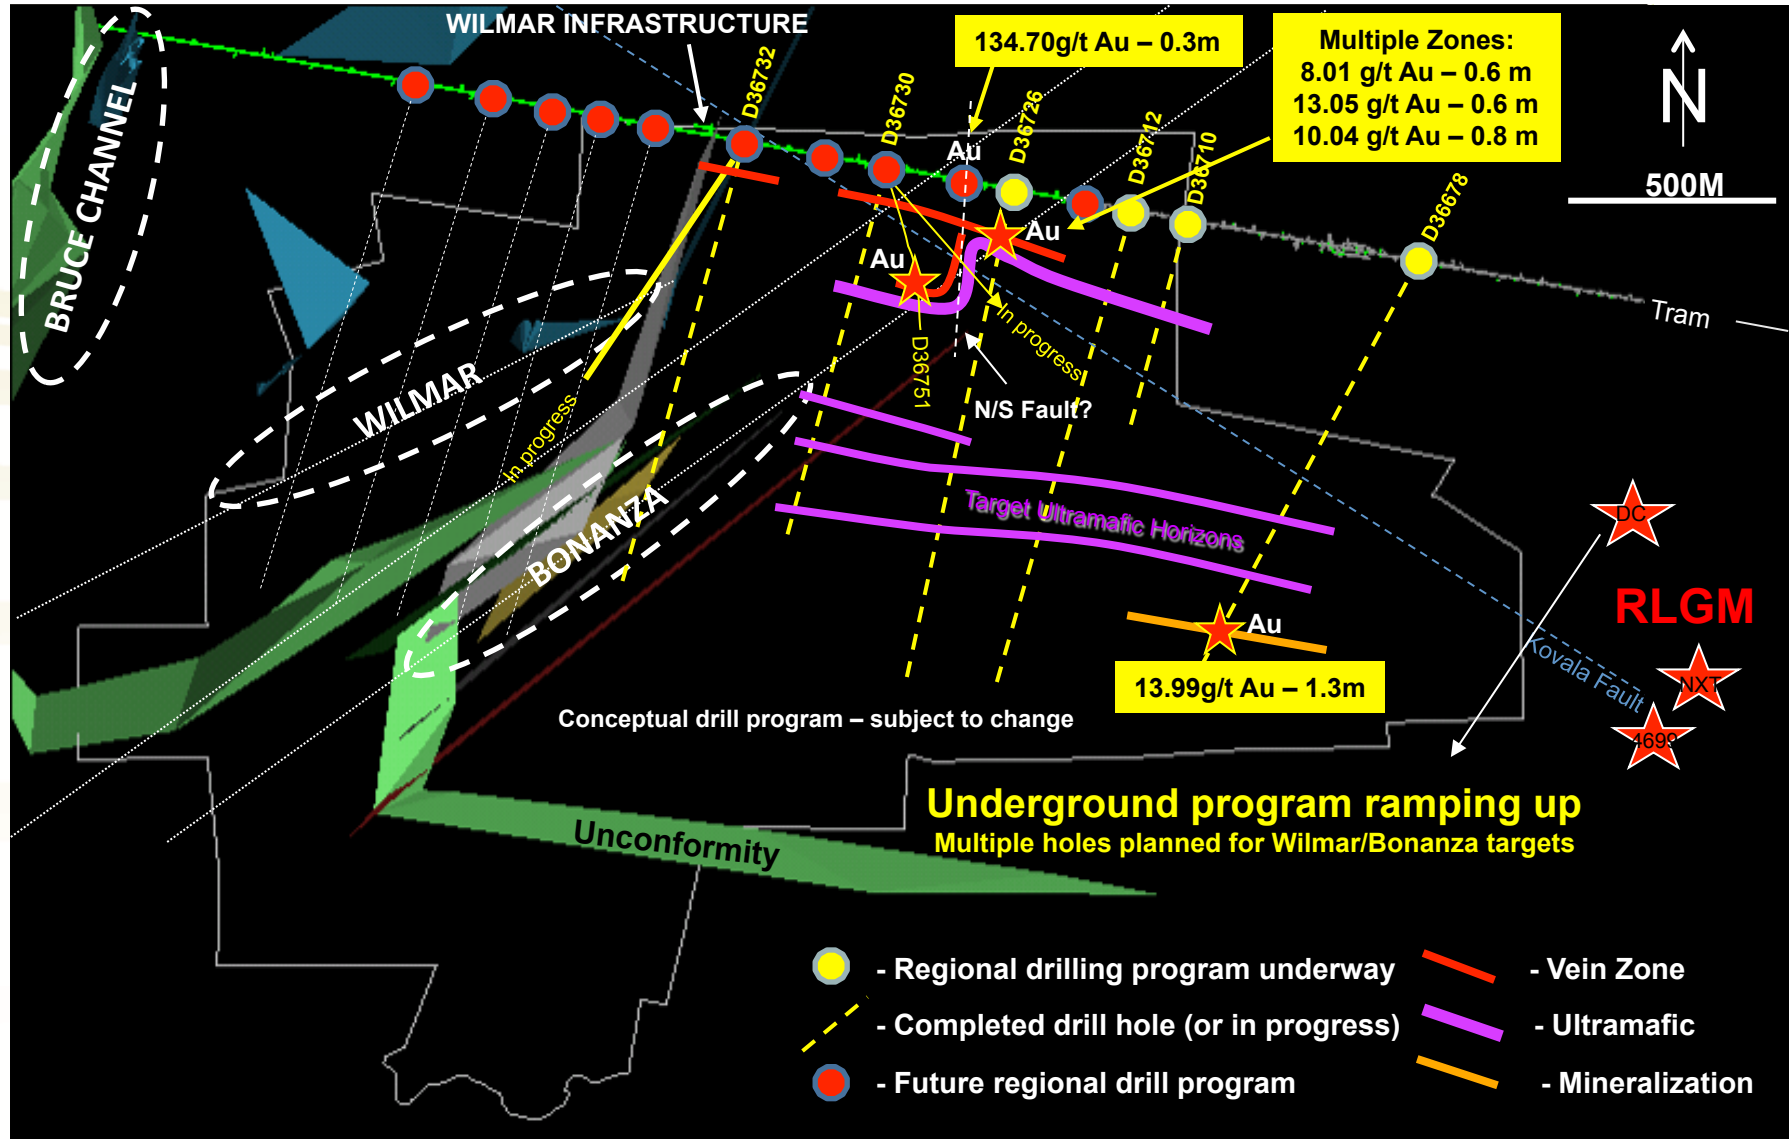 WILMAR INFRASTRUCTURE
134.70g/t Au – 0.3m
Multiple Zones:
8.01 g/t Au – 0.6 m
13.05 g/t Au – 0.6 m
10.04 g/t Au – 0.8 m
N
500M
BRUCE CHANNEL
D36732
D36730
D36726
D36712
D36710
D36678
Au
Au
Au
Tram
WILMAR
In progress
D36751
In progress
N/S Fault?
BONANZA
Target Ultramafic Horizons
DC
RLGM
Au
Kovala Fault
NXT
4699
13.99g/t Au – 1.3m
Conceptual drill program – subject to change
Underground program ramping up
Multiple holes planned for Wilmar/Bonanza targets
Unconformity
- Regional drilling program underway
- Vein Zone
- Completed drill hole (or in progress)
- Ultramafic
- Future regional drill program
- Mineralization